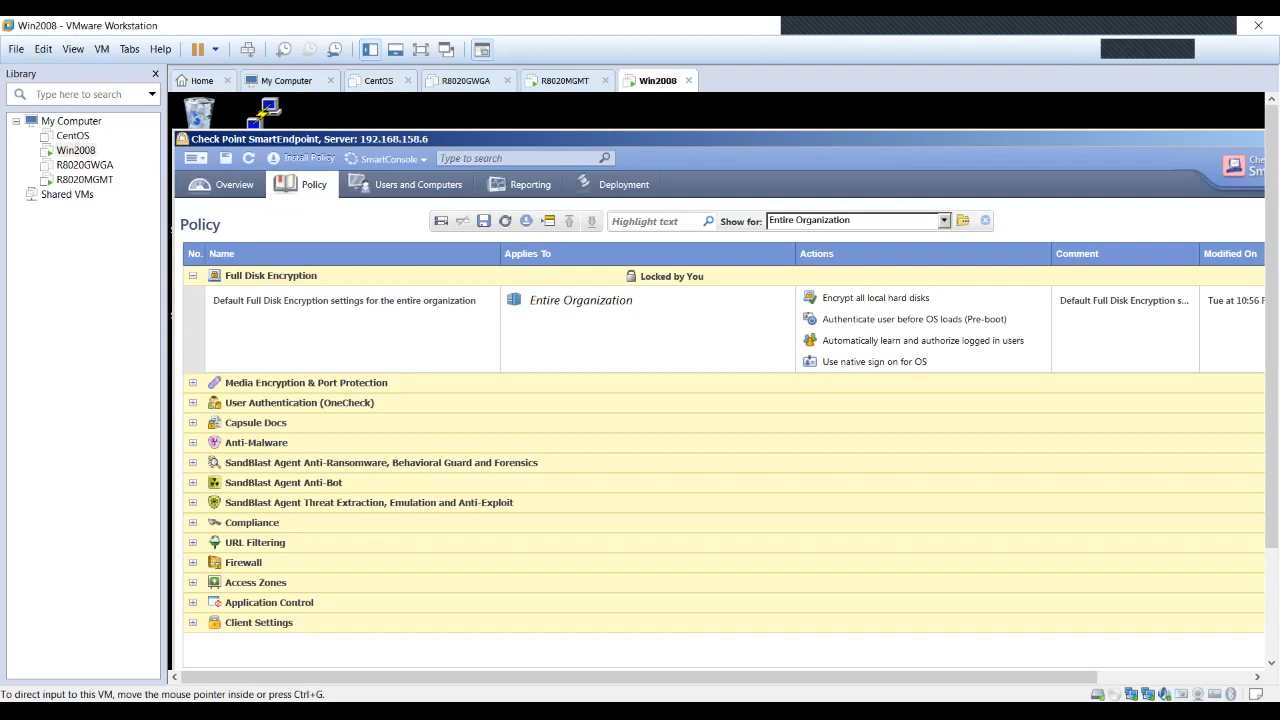 Win2008 - VMware Workstation
File Edit View VM Tabs Help
Library
Type here to search
My Computer
CentOS
Win2008
R8020GWGA
R8020MGMT
Shared VMs
Home My Computer CentOS R8020GWGA R8020MGMT Win2008
Check Point SmartEndpoint, Server: 192.168.158.6
Install Policy SmartConsole Type to search
Che
Sm
Overview Policy Users and Computers Reporting Deployment
Policy Highlight text Show for: Entire Organization
No. Name Applies To Actions Comment Modified On
Full Disk Encryption Locked by You
Default Full Disk Encryption settings for the entire organization Entire Organization Encrypt all local hard disks Default Full Disk Encryption s... Tue at 10:56 P
Authenticate user before OS loads (Pre-boot)
Automatically learn and authorize logged in users
Use native sign on for OS
Media Encryption & Port Protection
User Authentication (OneCheck)
Capsule Docs
Anti-Malware
SandBlast Agent Anti-Ransomware, Behavioral Guard and Forensics
SandBlast Agent Anti-Bot
SandBlast Agent Threat Extraction, Emulation and Anti-Exploit
Compliance
URL Filtering
Firewall
Access Zones
Application Control
Client Settings
To direct input to this VM, move the mouse pointer inside or press Ctrl+G.